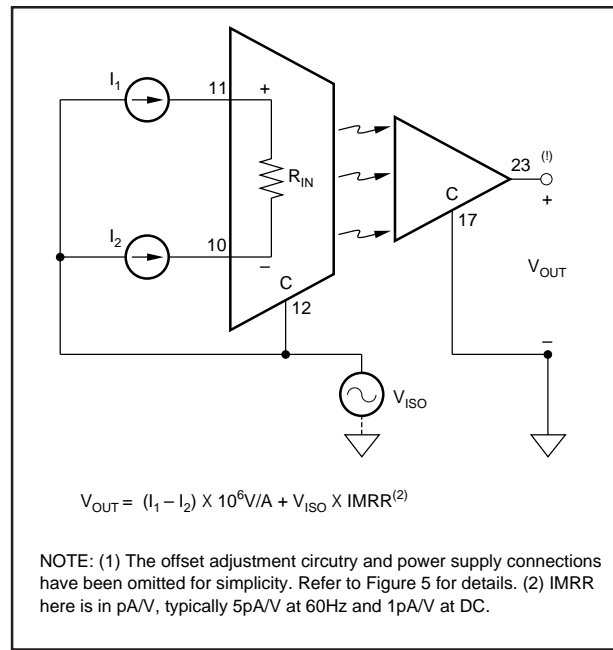 I1
11
+
RIN
I2
10
–
C
12
VISO
23
(!)
+
C
17
VOUT
–
VOUT = (I1 – I2) X 10⁶V/A + VISO X IMRR⁽²⁾
NOTE: (1) The offset adjustment circutry and power supply connections
have been omitted for simplicity. Refer to Figure 5 for details. (2) IMRR
here is in pA/V, typically 5pA/V at 60Hz and 1pA/V at DC.